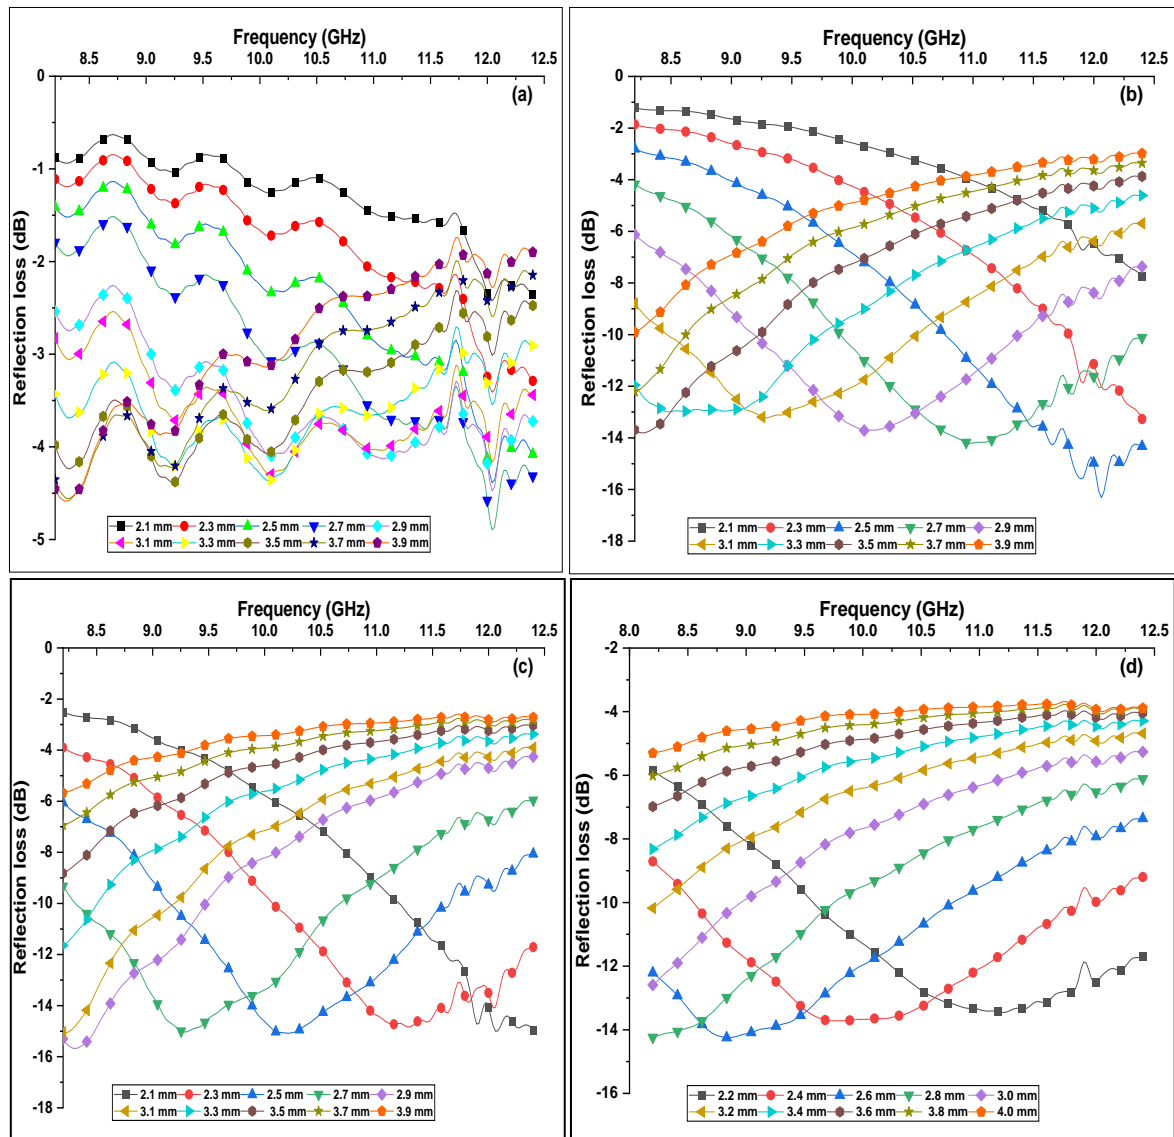 Frequency (GHz)
8.5 9.0 9.5 10.0 10.5 11.0 11.5 12.0 12.5
0
-1
-2
-3
-4
-5
Reflection loss (dB)
(a)
2.1 mm 2.3 mm 2.5 mm 2.7 mm 2.9 mm
3.1 mm 3.3 mm 3.5 mm 3.7 mm 3.9 mm
Frequency (GHz)
8.5 9.0 9.5 10.0 10.5 11.0 11.5 12.0 12.5
0
-2
-4
-6
-8
-10
-12
-14
-16
-18
Reflection loss (dB)
(b)
2.1 mm 2.3 mm 2.5 mm 2.7 mm 2.9 mm
3.1 mm 3.3 mm 3.5 mm 3.7 mm 3.9 mm
Frequency (GHz)
8.5 9.0 9.5 10.0 10.5 11.0 11.5 12.0 12.5
0
-2
-4
-6
-8
-10
-12
-14
-16
-18
Reflection loss (dB)
(c)
2.1 mm 2.3 mm 2.5 mm 2.7 mm 2.9 mm
3.1 mm 3.3 mm 3.5 mm 3.7 mm 3.9 mm
Frequency (GHz)
8.0 8.5 9.0 9.5 10.0 10.5 11.0 11.5 12.0 12.5
-2
-4
-6
-8
-10
-12
-14
-16
Reflection loss (dB)
(d)
2.2 mm 2.4 mm 2.6 mm 2.8 mm 3.0 mm
3.2 mm 3.4 mm 3.6 mm 3.8 mm 4.0 mm